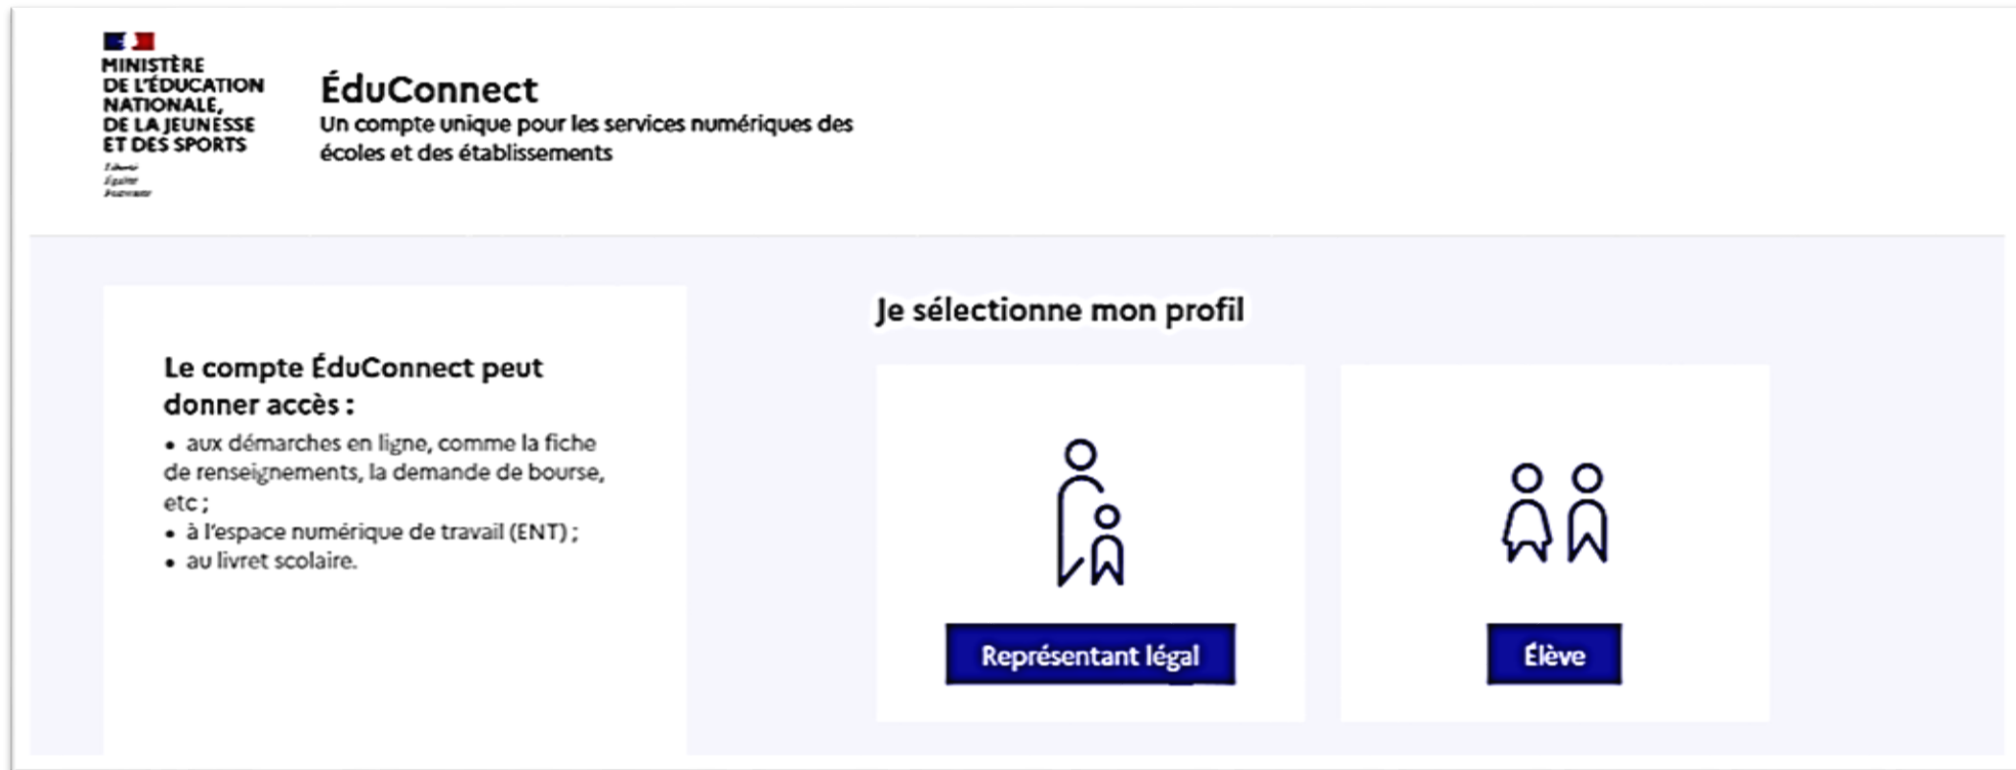 MINISTÈRE
DE L'ÉDUCATION
NATIONALE,
DE LA JEUNESSE
ET DES SPORTS
Liberté
Égalité
Fraternité
ÉduConnect
Un compte unique pour les services numériques des
écoles et des établissements
Le compte ÉduConnect peut
donner accès :
• aux démarches en ligne, comme la fiche
de renseignements, la demande de bourse,
etc ;
• à l'espace numérique de travail (ENT) ;
• au livret scolaire.
Je sélectionne mon profil
Représentant légal
Élève